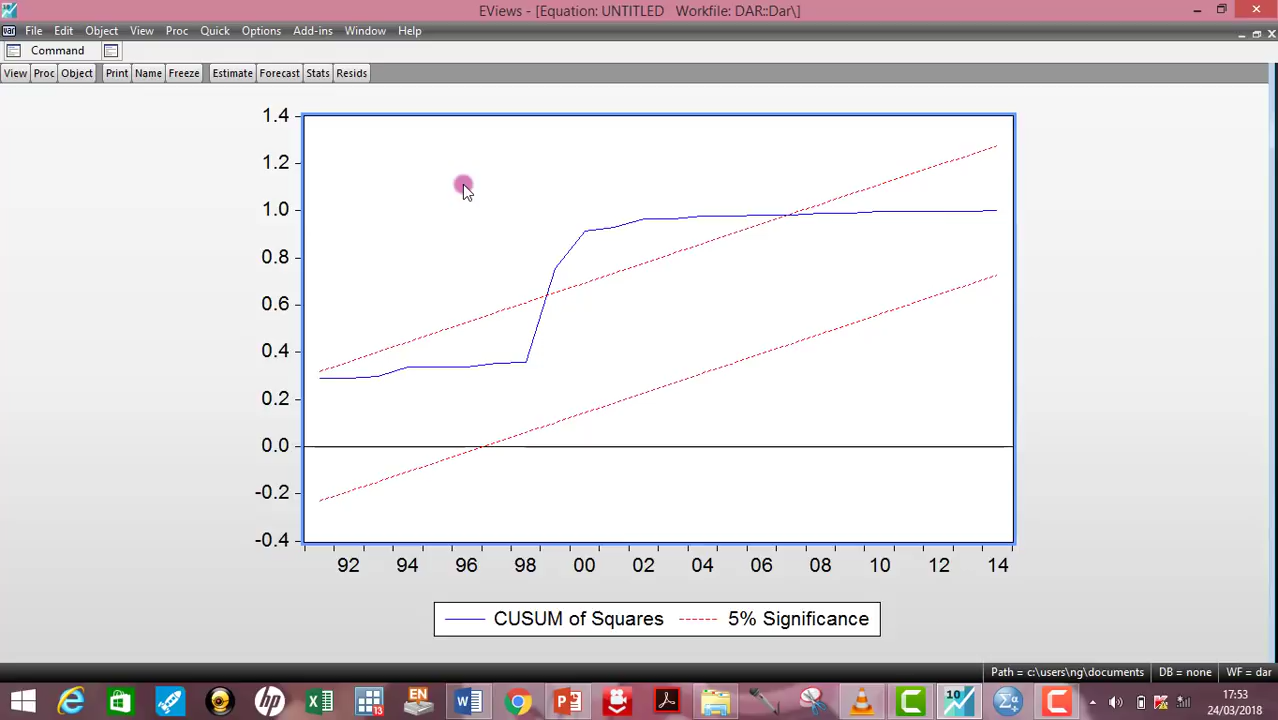 EViews - [Equation: UNTITLED   Workfile: DAR::Dar\]
var File Edit Object View Proc Quick Options Add-ins Window Help
Command
View Proc Object Print Name Freeze Estimate Forecast Stats Resids
1.4
1.2
1.0
0.8
0.6
0.4
0.2
0.0
-0.2
-0.4
92 94 96 98 00 02 04 06 08 10 12 14
CUSUM of Squares 5% Significance
Path = c:\users\ng\documents DB = none WF = dar
hp EN 13 10 17:53
24/03/2018